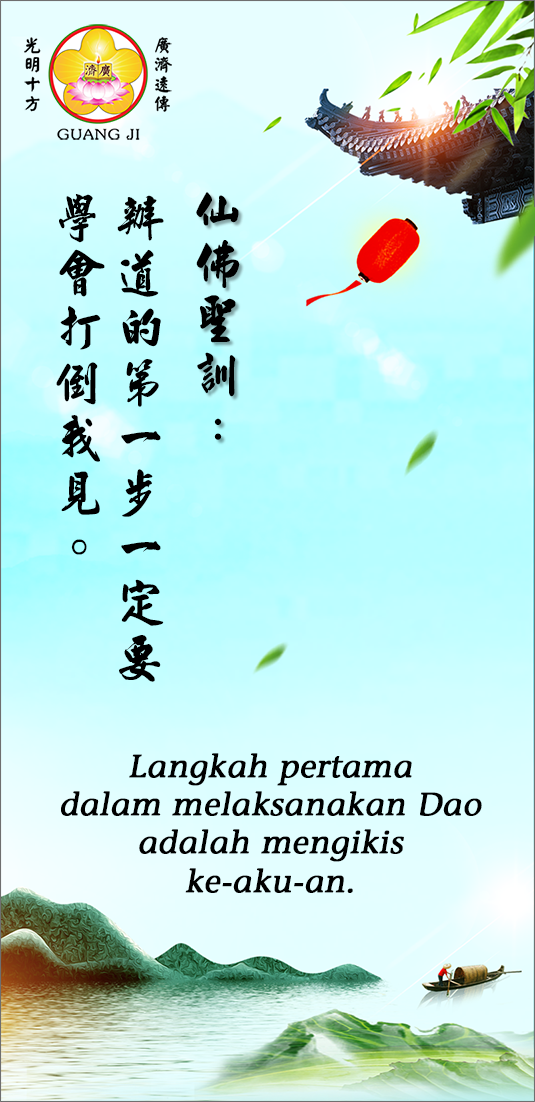 光明十方
廣濟
廣濟遠傳
GUANG JI
仙佛聖訓：
辦道的第一步一定要
學會打倒我見。
Langkah pertama
dalam melaksanakan Dao
adalah mengikis
ke-aku-an.